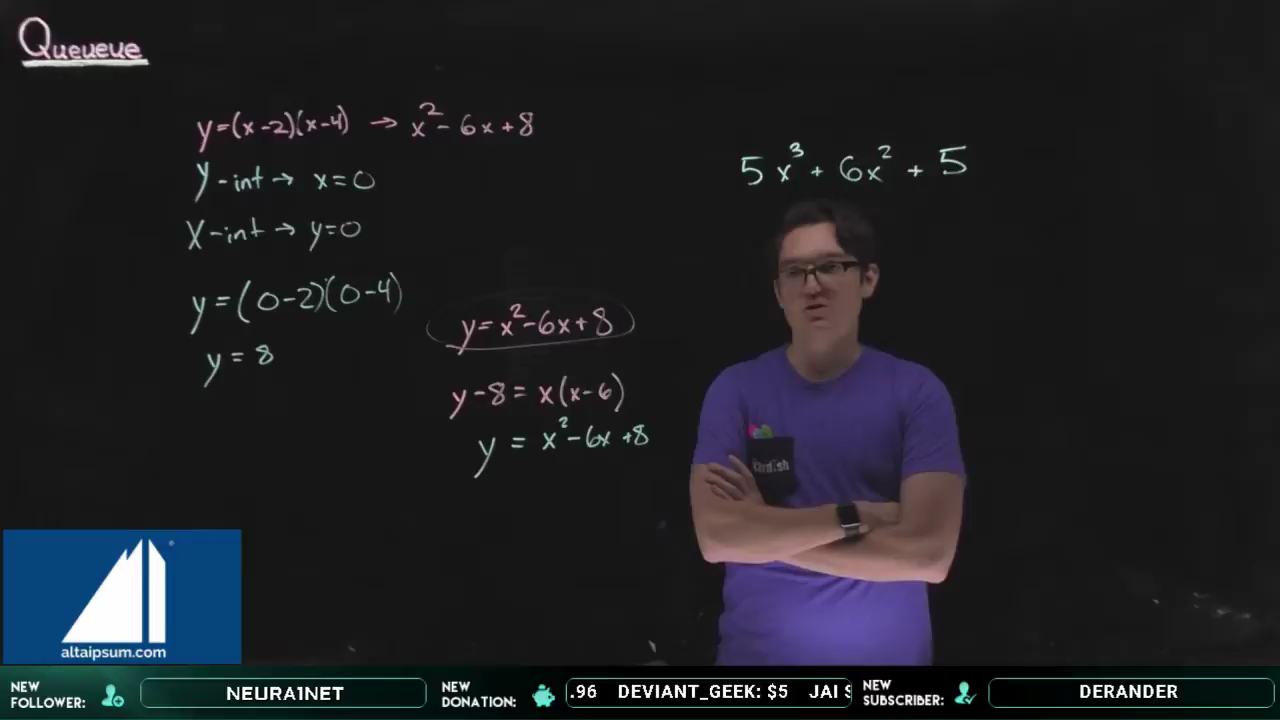 Queueue
y=(x-2)(x-4) → x²-6x+8
y-int → x=0
x-int → y=0
y=(0-2)(0-4)
y = 8
y=x²-6x+8
y-8= x(x-6)
y = x²-6x+8
5x³+6x²+5
altaipsum.com
NEW FOLLOWER: NEURA1NET
NEW DONATION: .96 DEVIANT_GEEK: $5 JAI
NEW SUBSCRIBER: DERANDER